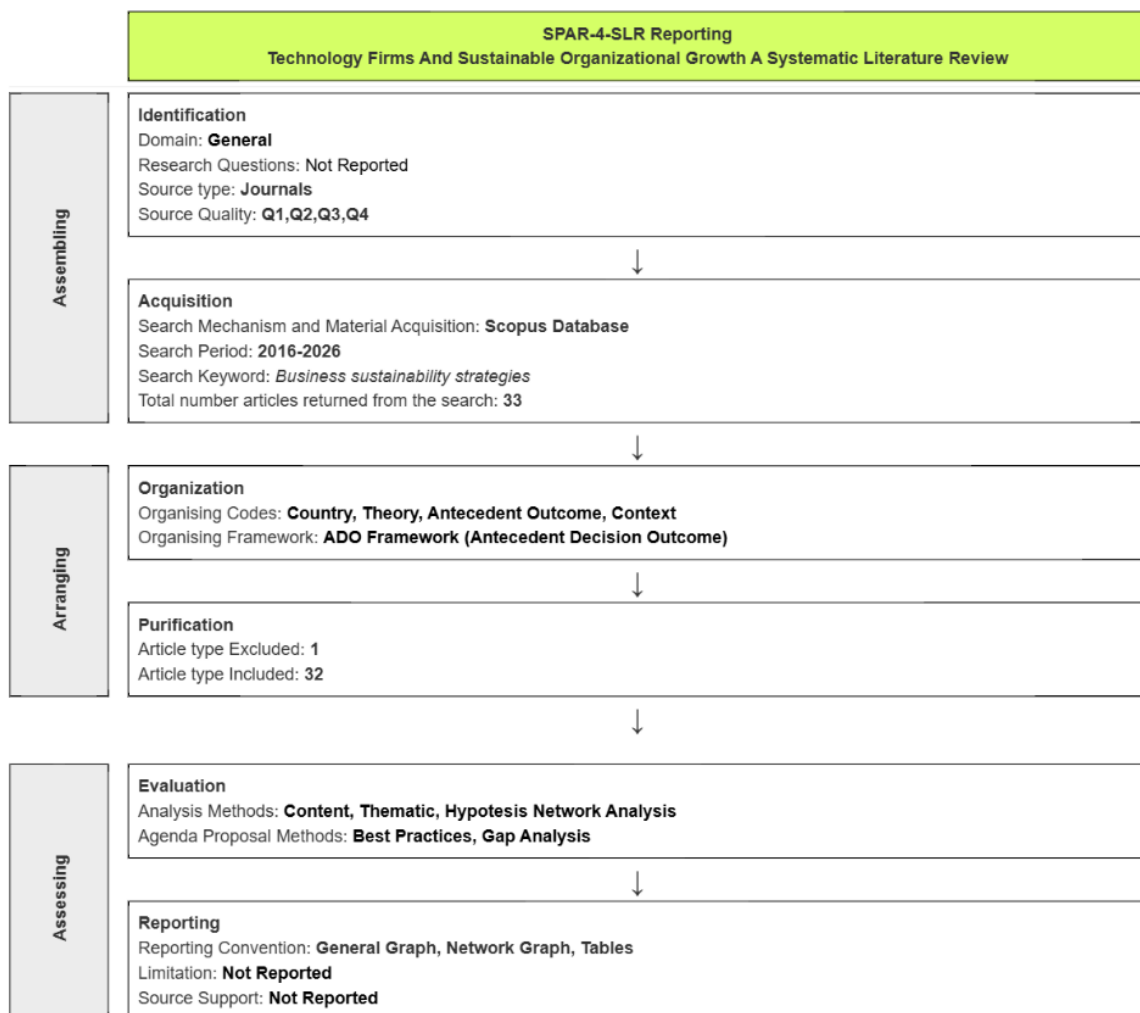 SPAR-4-SLR Reporting
Technology Firms And Sustainable Organizational Growth A Systematic Literature Review
Assembling
Identification
Domain: General
Research Questions: Not Reported
Source type: Journals
Source Quality: Q1,Q2,Q3,Q4
↓
Acquisition
Search Mechanism and Material Acquisition: Scopus Database
Search Period: 2016-2026
Search Keyword: Business sustainability strategies
Total number articles returned from the search: 33
↓
Arranging
Organization
Organising Codes: Country, Theory, Antecedent Outcome, Context
Organising Framework: ADO Framework (Antecedent Decision Outcome)
↓
Purification
Article type Excluded: 1
Article type Included: 32
↓
Assessing
Evaluation
Analysis Methods: Content, Thematic, Hypotesis Network Analysis
Agenda Proposal Methods: Best Practices, Gap Analysis
↓
Reporting
Reporting Convention: General Graph, Network Graph, Tables
Limitation: Not Reported
Source Support: Not Reported